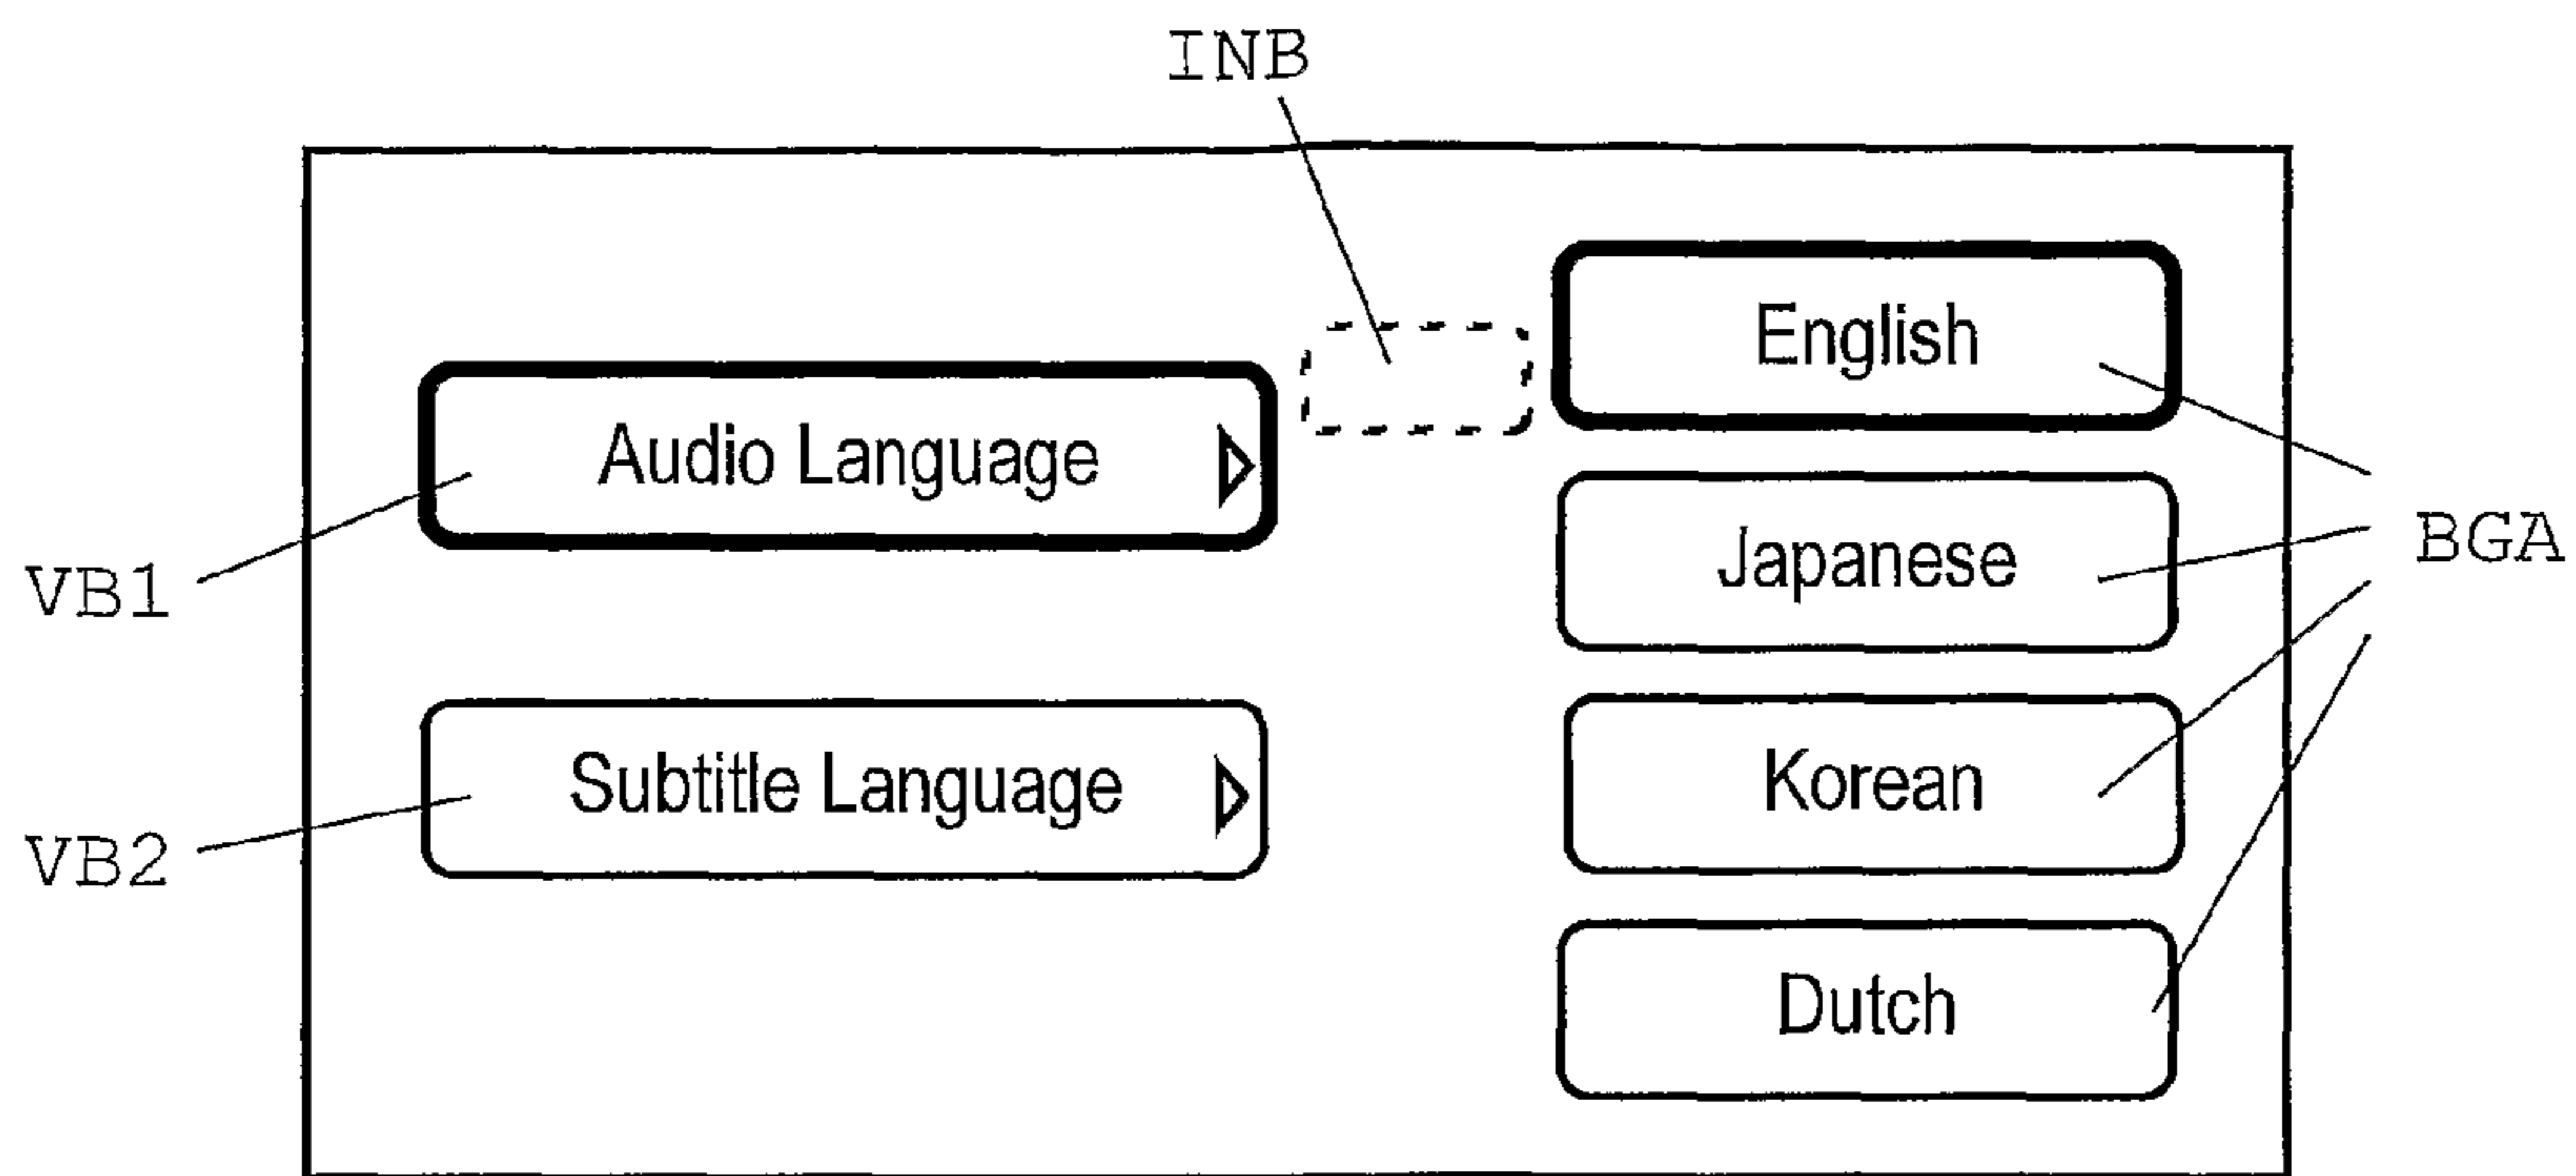 INB
English
Audio Language
Japanese
BGA
VB1
Subtitle Language
Korean
VB2
Dutch